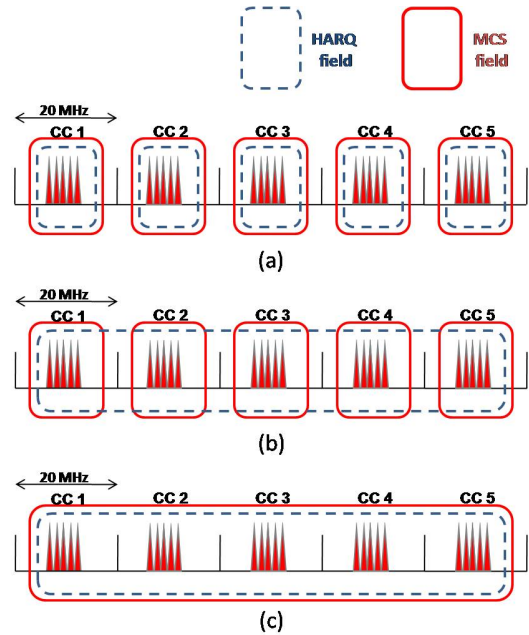 HARQ field
MCS field
20 MHz
CC 1 CC 2 CC 3 CC 4 CC 5
(a)
20 MHz
CC 1 CC 2 CC 3 CC 4 CC 5
(b)
20 MHz
CC 1 CC 2 CC 3 CC 4 CC 5
(c)